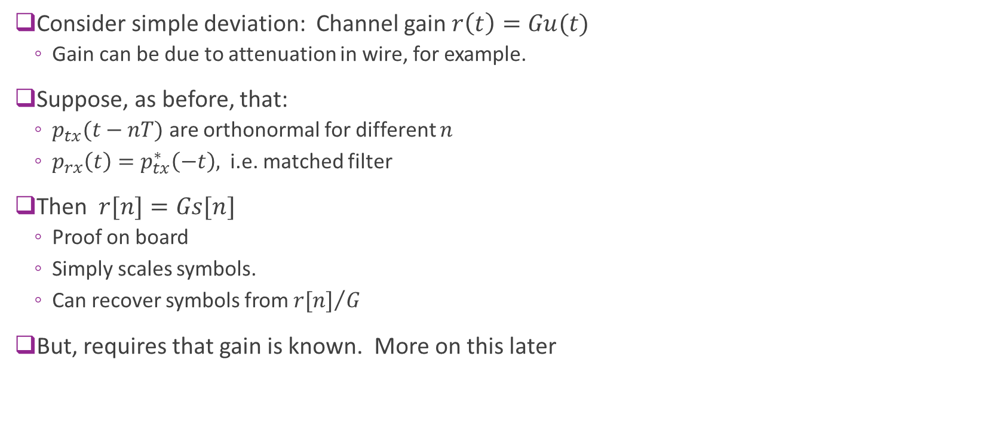 ❑Consider simple deviation: Channel gain r(t) = Gu(t)
◦ Gain can be due to attenuation in wire, for example.
❑Suppose, as before, that:
◦ p_{tx}(t − nT) are orthonormal for different n
◦ p_{rx}(t) = p^*_{tx}(−t), i.e. matched filter
❑Then r[n] = Gs[n]
◦ Proof on board
◦ Simply scales symbols.
◦ Can recover symbols from r[n]/G
❑But, requires that gain is known. More on this later